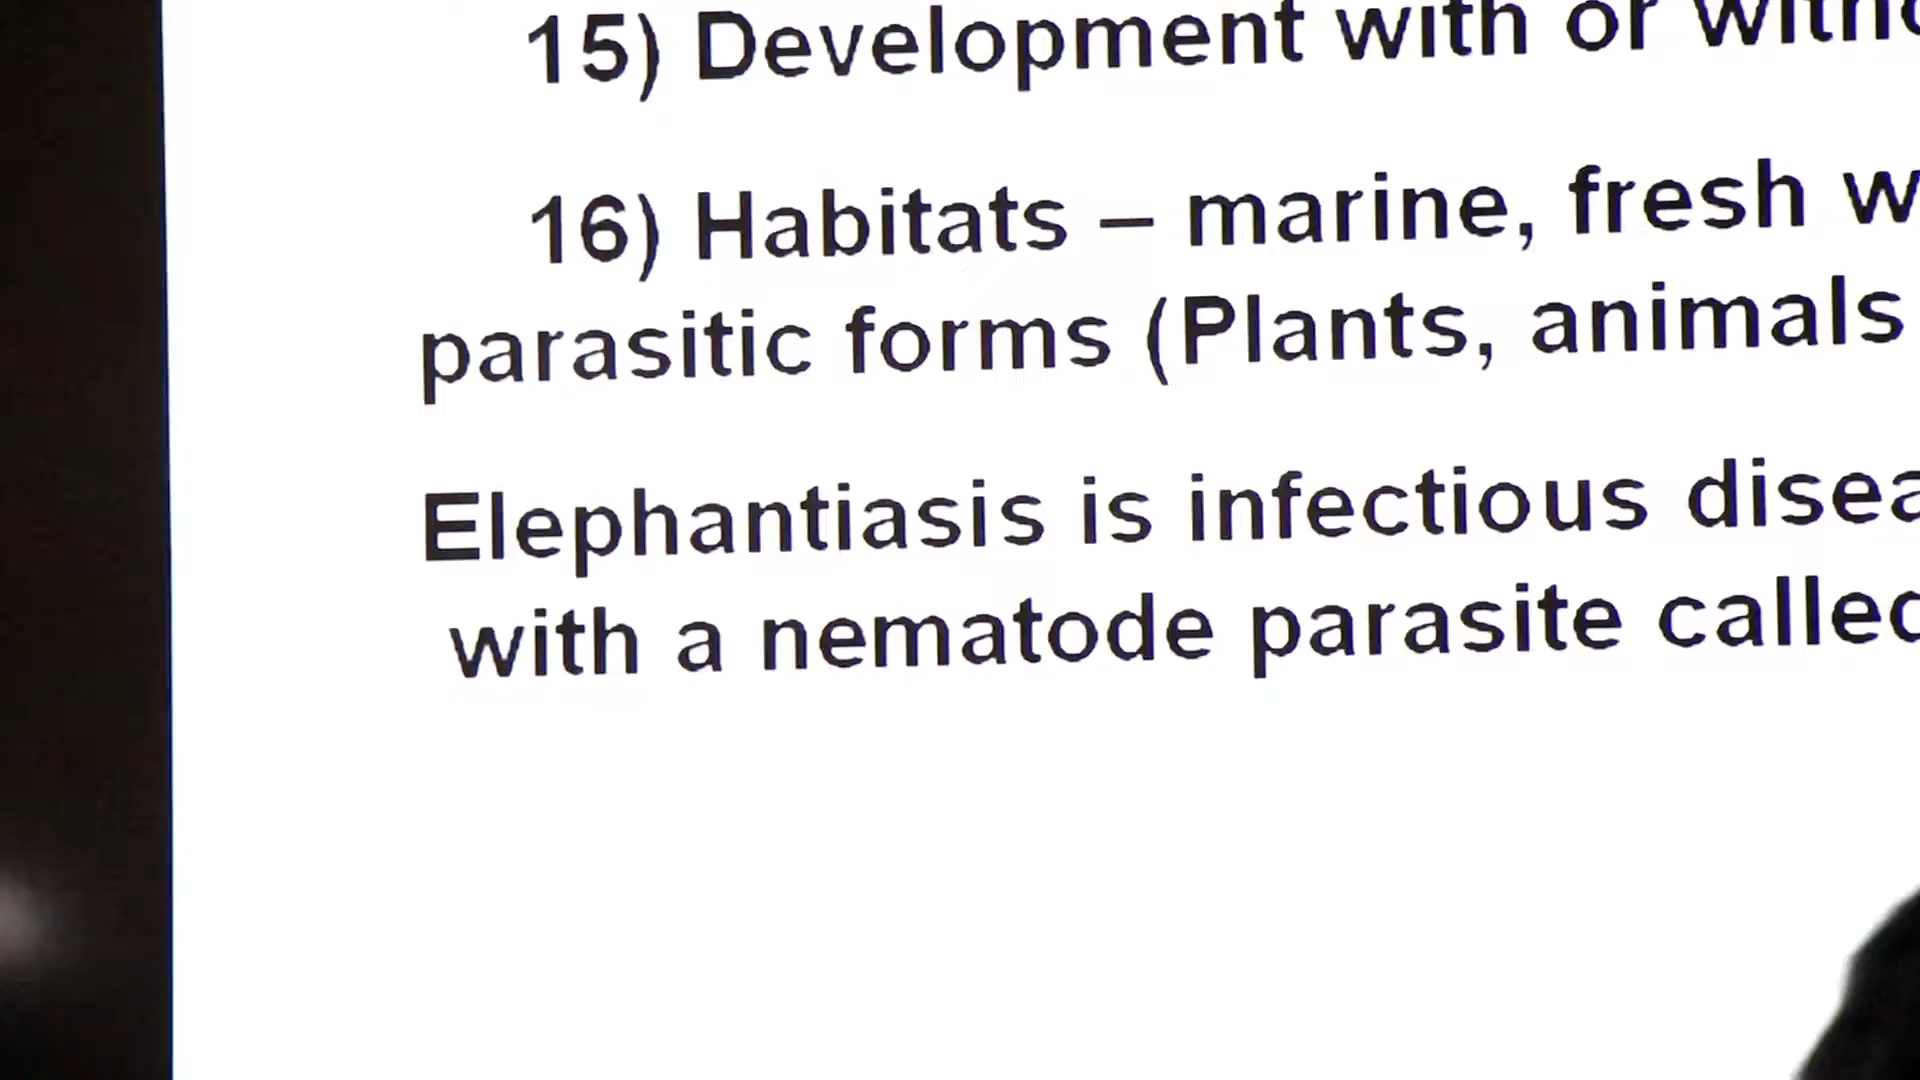 15) Development with or
16) Habitats – marine, fresh
parasitic forms (Plants, animals
Elephantiasis is infectious
with a nematode parasite